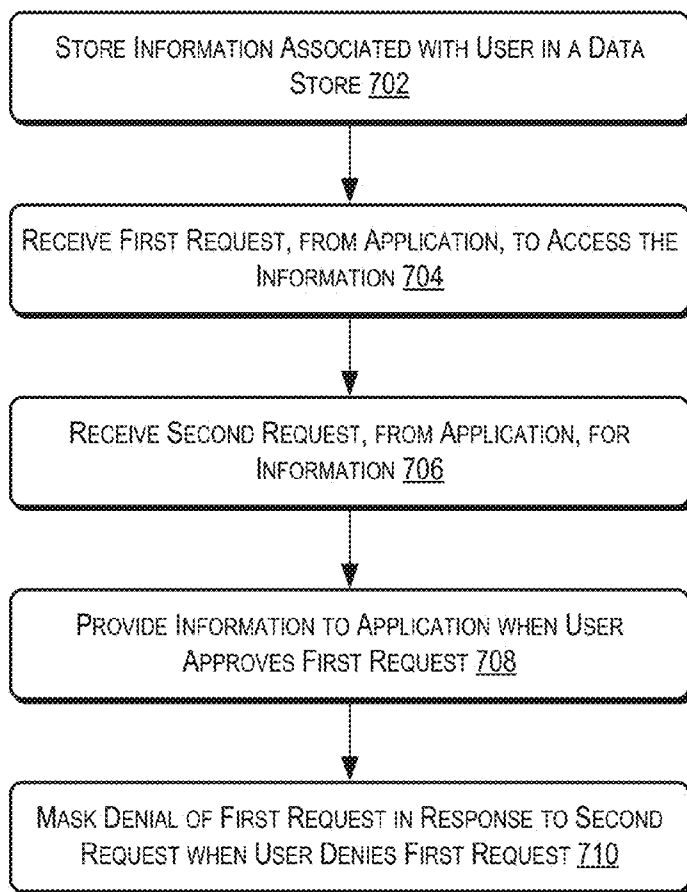 STORE INFORMATION ASSOCIATED WITH USER IN A DATA
STORE 702
RECEIVE FIRST REQUEST, FROM APPLICATION, TO ACCESS THE
INFORMATION 704
RECEIVE SECOND REQUEST, FROM APPLICATION, FOR
INFORMATION 706
PROVIDE INFORMATION TO APPLICATION WHEN USER
APPROVES FIRST REQUEST 708
MASK DENIAL OF FIRST REQUEST IN RESPONSE TO SECOND
REQUEST WHEN USER DENIES FIRST REQUEST 710